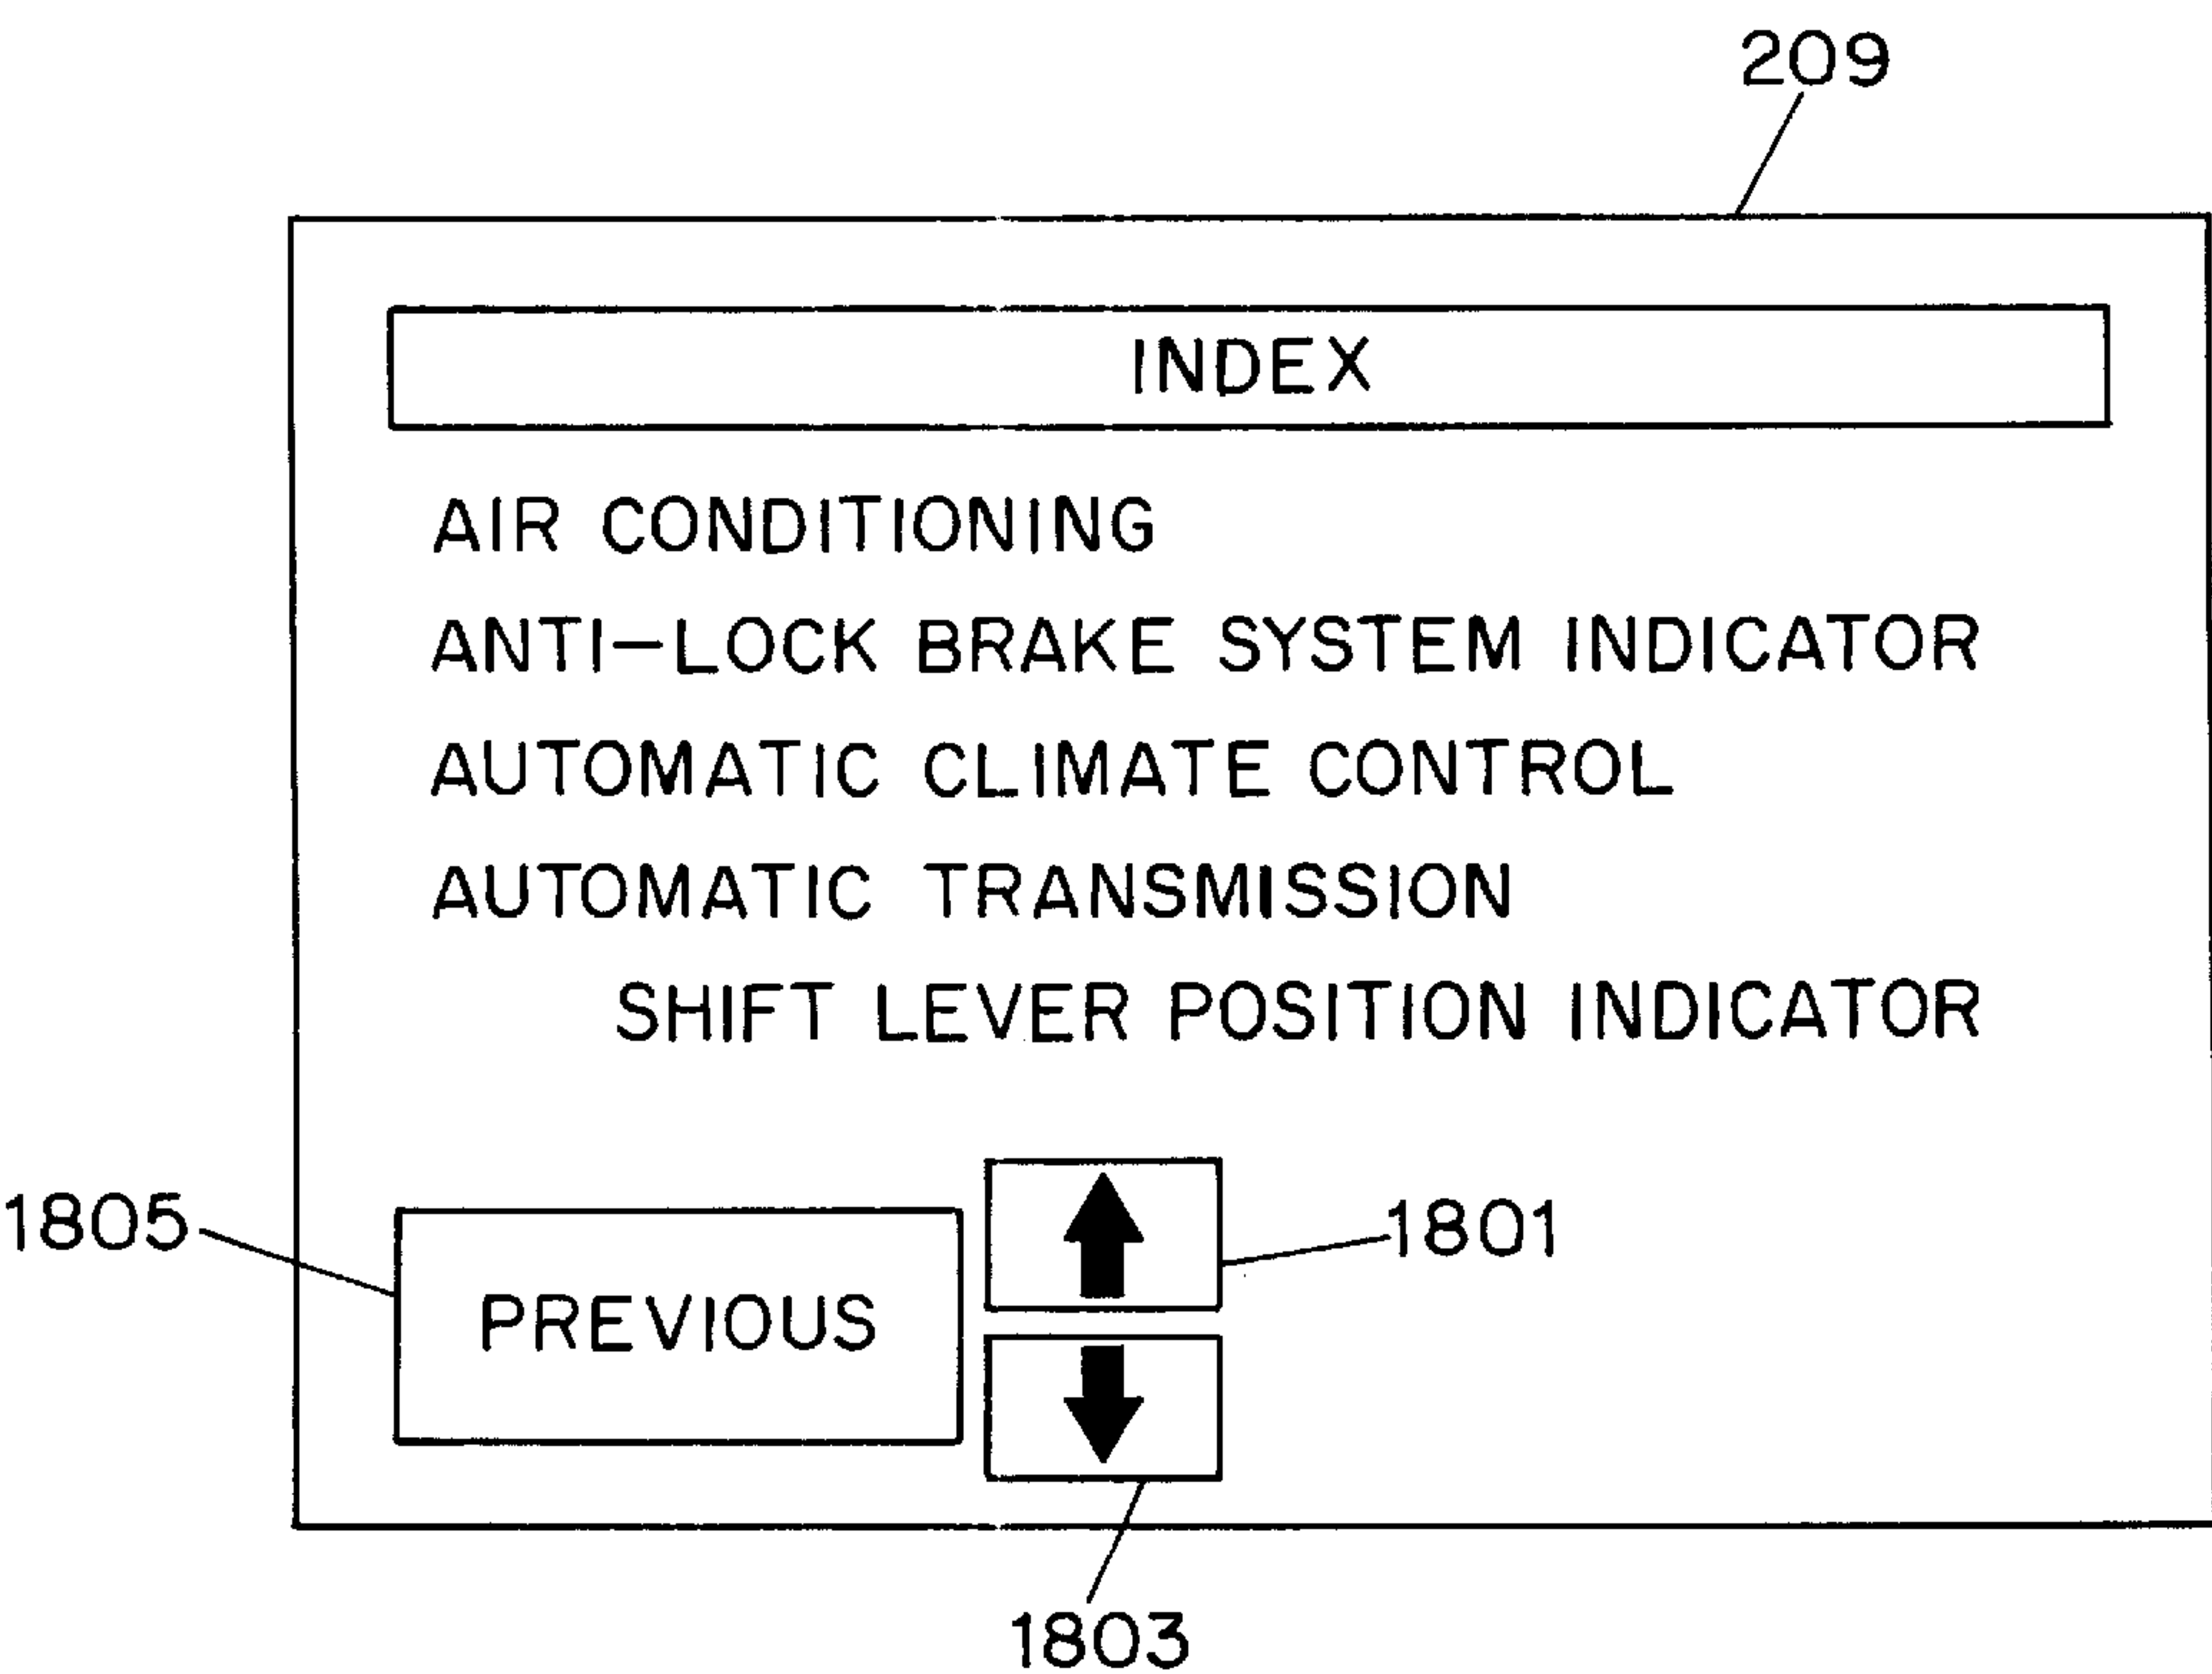 209
INDEX
AIR CONDITIONING
ANTI-LOCK BRAKE SYSTEM INDICATOR
AUTOMATIC CLIMATE CONTROL
AUTOMATIC TRANSMISSION
SHIFT LEVER POSITION INDICATOR
1805
PREVIOUS
1801
1803